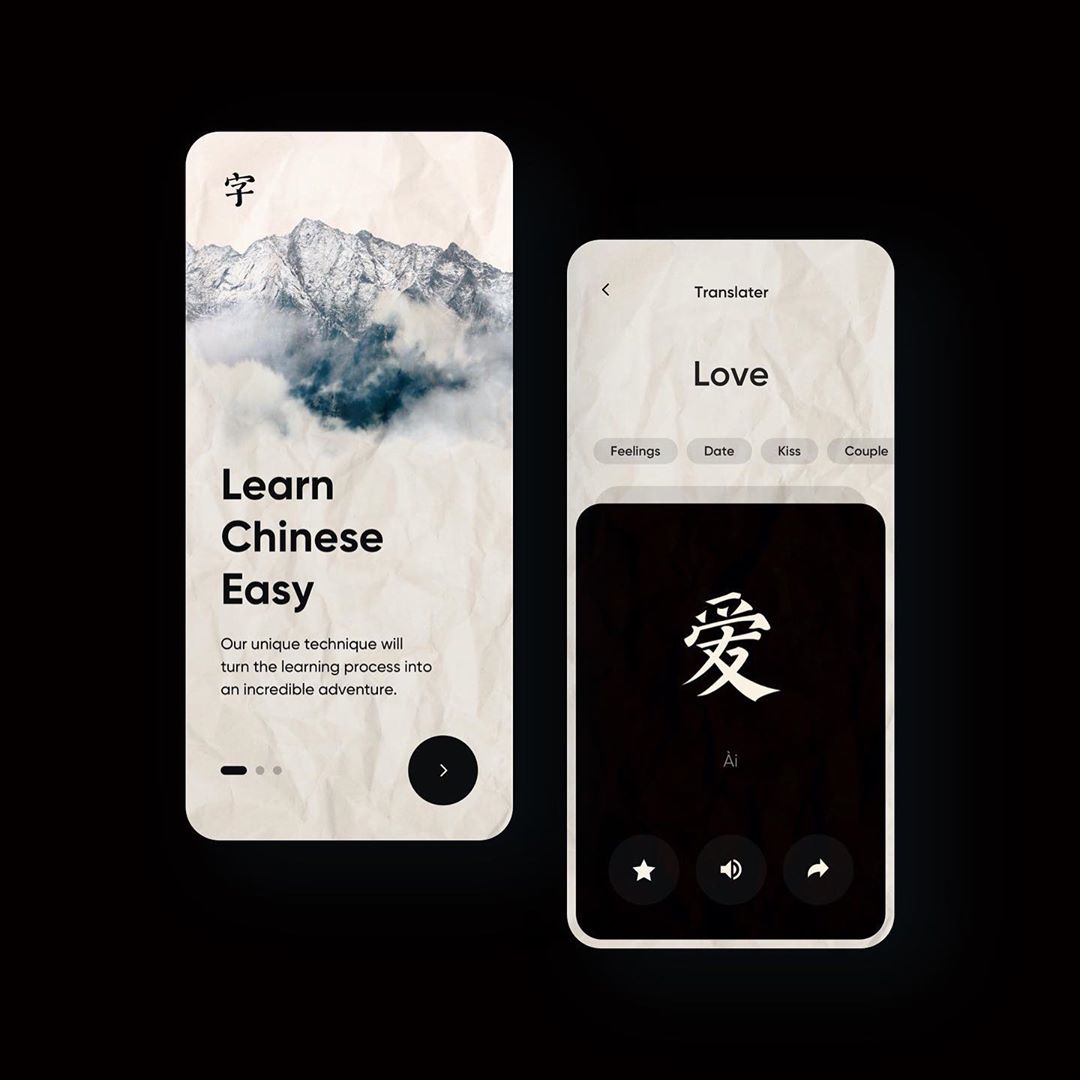 字
Learn
Chinese
Easy
Our unique technique will
turn the learning process into
an incredible adventure.
Translater
Love
Feelings Date Kiss Couple
爱
Ài